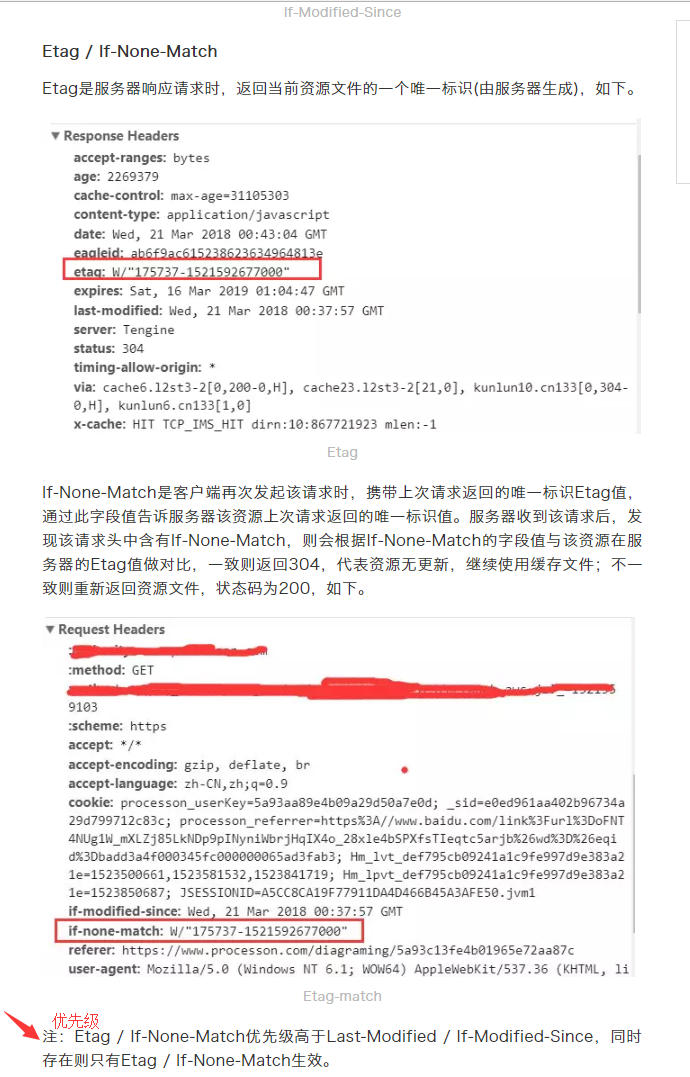 If-Modified-Since
Etag / If-None-Match
Etag是服务器响应请求时，返回当前资源文件的一个唯一标识(由服务器生成)，如下。
Response Headers
accept-ranges: bytes
age: 2269379
cache-control: max-age=31105303
content-type: application/javascript
date: Wed, 21 Mar 2018 00:43:04 GMT
eagleid: ab6f9ac615238623634964813e
etag: W/"175737-1521592677000"
expires: Sat, 16 Mar 2019 01:04:47 GMT
last-modified: Wed, 21 Mar 2018 00:37:57 GMT
server: Tengine
status: 304
timing-allow-origin: *
via: cache6.l2st3-2[0,200-0,H], cache23.l2st3-2[21,0], kunlun10.cn133[0,304-
0,H], kunlun6.cn133[1,0]
x-cache: HIT TCP_IMS_HIT dirn:10:867721923 mlen:-1
Etag
If-None-Match是客户端再次发起该请求时，携带上次请求返回的唯一标识Etag值，
通过此字段值告诉服务器该资源上次请求返回的唯一标识值。服务器收到该请求后，发
现该请求头中含有If-None-Match，则会根据If-None-Match的字段值与该资源在服
务器的Etag值做对比，一致则返回304，代表资源无更新，继续使用缓存文件；不一
致则重新返回资源文件，状态码为200，如下。
Request Headers
:method: GET
9103
:scheme: https
accept: */*
accept-encoding: gzip, deflate, br
accept-language: zh-CN,zh;q=0.9
cookie: processon_userKey=5a93aa89e4b09a29d50a7e0d; _sid=e0ed961aa402b96734a
29d799712c83c; processon_referrer=https%3A//www.baidu.com/link%3Furl%3DoFNT
4NUg1W_mXLZj85LkNDp9pINyniWbrjHqIX4o_28xle4bSPXfsTIeqtc5arjb%26wd%3D%26eqi
d%3Dbadd3a4f000345fc000000065ad3fab3; Hm_lvt_def795cb09241a1c9fe997d9e383a2
1e=1523500661,1523581532,1523841719; Hm_lpvt_def795cb09241a1c9fe997d9e383a2
1e=1523850687; JSESSIONID=A5CC8CA19F77911DA4D466B45A3AFE50.jvm1
if-modified-since: Wed, 21 Mar 2018 00:37:57 GMT
if-none-match: W/"175737-1521592677000"
referer: https://www.processon.com/diagraming/5a93c13fe4b01965e72aa87c
user-agent: Mozilla/5.0 (Windows NT 6.1; WOW64) AppleWebKit/537.36 (KHTML, li
Etag-match
优先级
注：Etag / If-None-Match优先级高于Last-Modified / If-Modified-Since，同时
存在则只有Etag / If-None-Match生效。